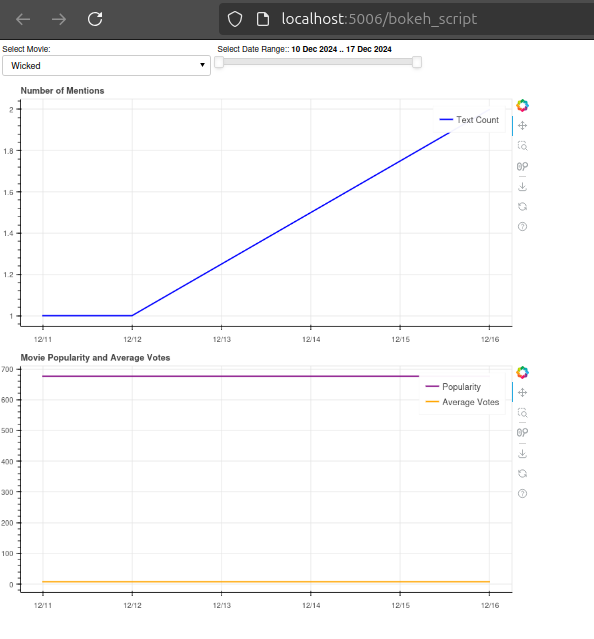 localhost:5006/bokeh_script
Select Movie:
Select Date Range:: 10 Dec 2024 .. 17 Dec 2024
Wicked
Number of Mentions
Text Count
2
1.8
1.6
1.4
1.2
1
12/11 12/12 12/13 12/14 12/15 12/16
Movie Popularity and Average Votes
Popularity
Average Votes
700
600
500
400
300
200
100
0
12/11 12/12 12/13 12/14 12/15 12/16